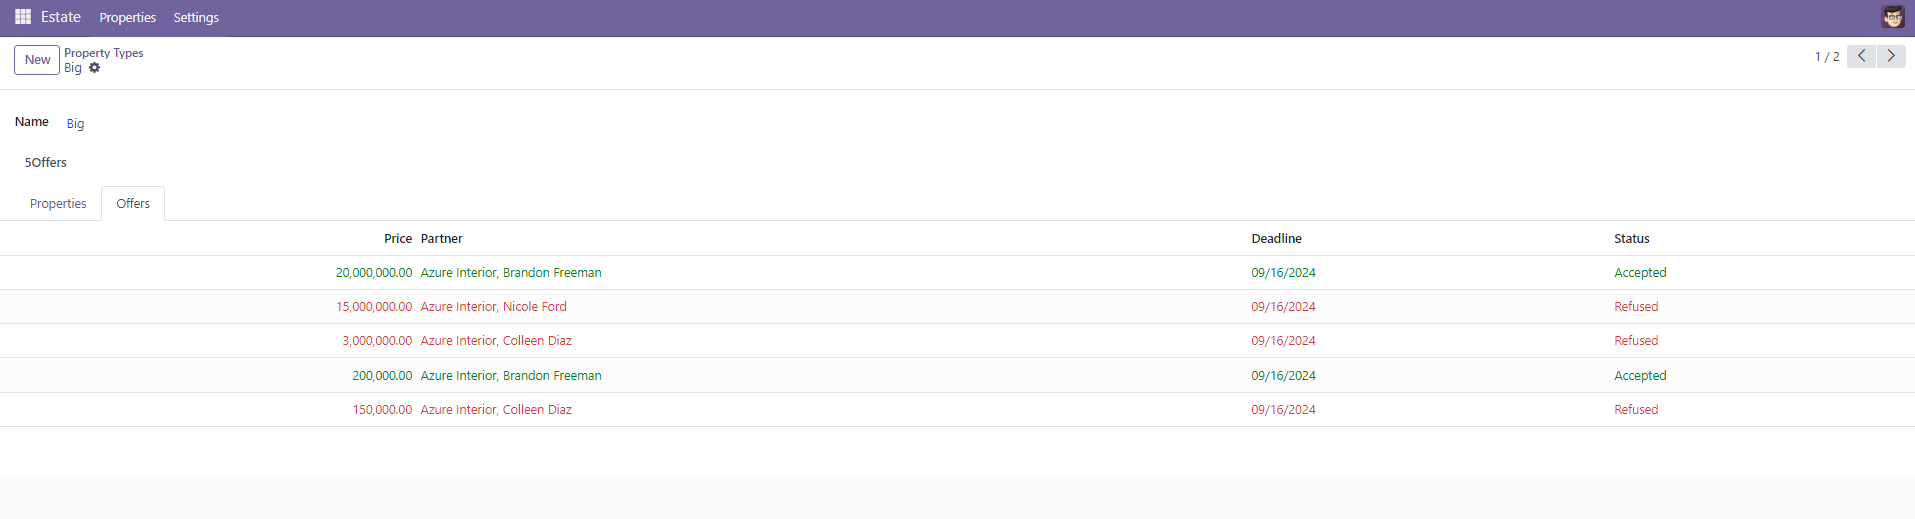 Estate Properties Settings
New Property Types
Big
1 / 2
Name Big
5Offers
Properties Offers
Price Partner Deadline Status
20,000,000.00 Azure Interior, Brandon Freeman 09/16/2024 Accepted
15,000,000.00 Azure Interior, Nicole Ford 09/16/2024 Refused
3,000,000.00 Azure Interior, Colleen Diaz 09/16/2024 Refused
200,000.00 Azure Interior, Brandon Freeman 09/16/2024 Accepted
150,000.00 Azure Interior, Colleen Diaz 09/16/2024 Refused